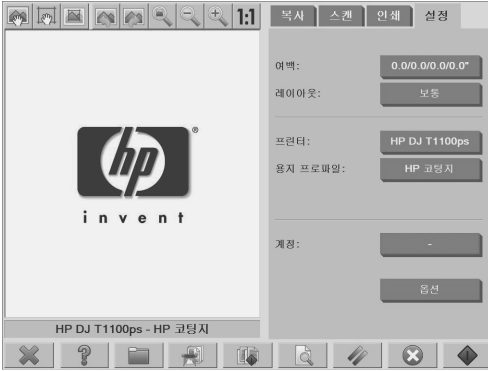 1:1
복사 스캔 인쇄 설정
여백: 0.0/0.0/0.0/0.0"
레이아웃: 보통
프린터: HP DJ T1100ps
용지 프로파일: HP 코팅지
계정: -
옵션
hp ®
invent
HP DJ T1100ps - HP 코팅지
?